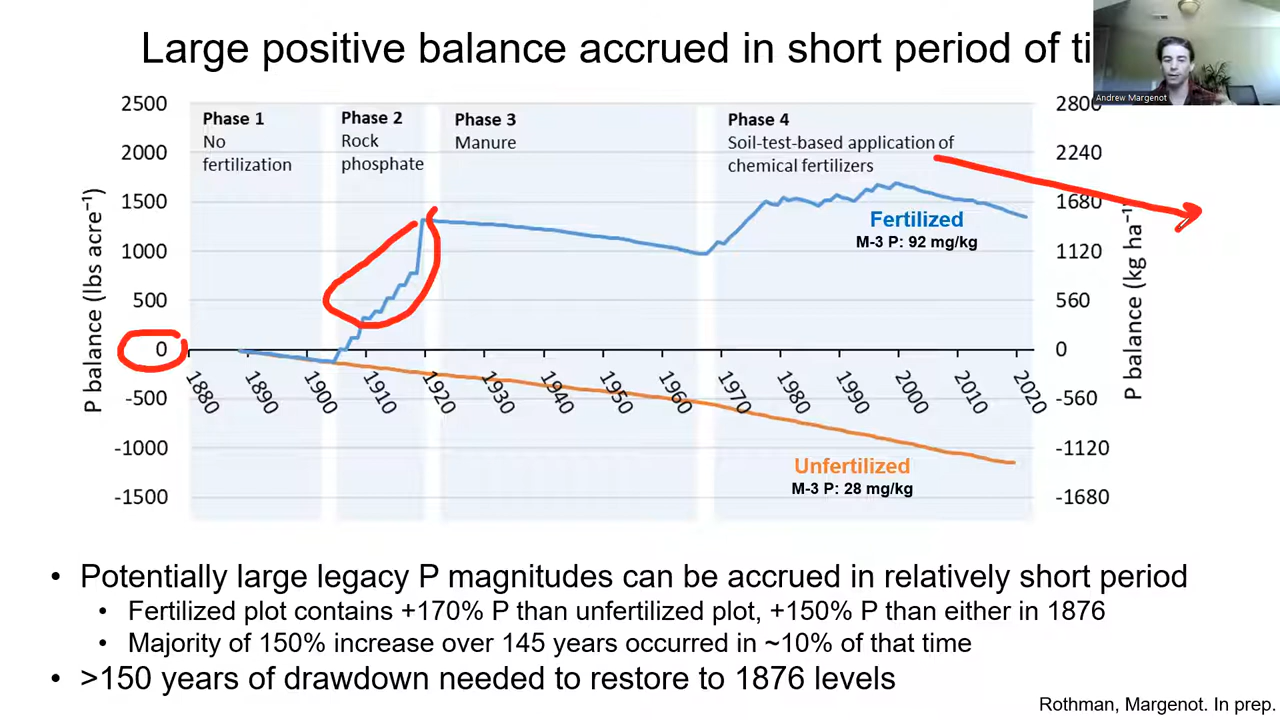 Large positive balance accrued in short period of ti
Andrew Margenot
2500
2000
1500
1000
500
0
-500
-1000
-1500
P balance (lbs acre⁻¹)
Phase 1
No
fertilization
Phase 2
Rock
phosphate
Phase 3
Manure
Phase 4
Soil-test-based application of
chemical fertilizers
Fertilized
M-3 P: 92 mg/kg
Unfertilized
M-3 P: 28 mg/kg
1880
1890
1900
1910
1920
1930
1940
1950
1960
1970
1980
1990
2000
2010
2020
2800
2240
1680
1120
560
0
-560
-1120
-1680
P balance (kg ha⁻¹)
• Potentially large legacy P magnitudes can be accrued in relatively short period
• Fertilized plot contains +170% P than unfertilized plot, +150% P than either in 1876
• Majority of 150% increase over 145 years occurred in ~10% of that time
• >150 years of drawdown needed to restore to 1876 levels
Rothman, Margenot. In prep.